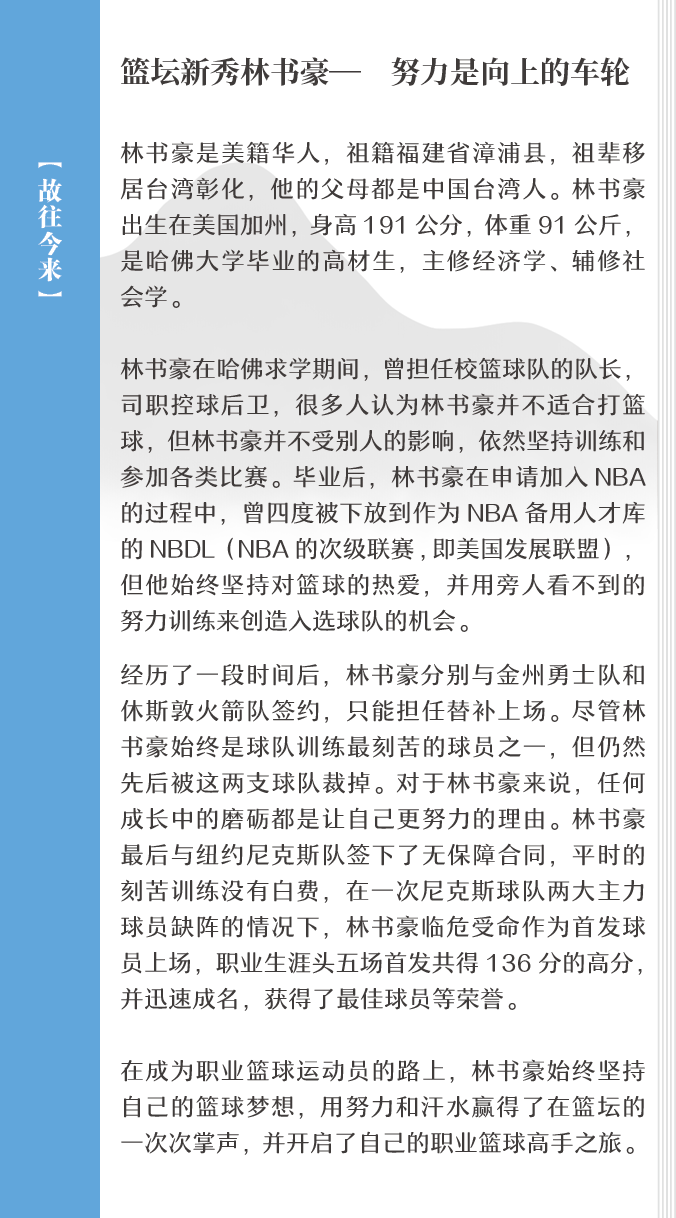 【故往今来】
篮坛新秀林书豪— 努力是向上的车轮
林书豪是美籍华人，祖籍福建省漳浦县，祖辈移
居台湾彰化，他的父母都是中国台湾人。林书豪
出生在美国加州，身高 191 公分，体重 91 公斤，
是哈佛大学毕业的高材生，主修经济学、辅修社
会学。
林书豪在哈佛求学期间，曾担任校篮球队的队长，
司职控球后卫，很多人认为林书豪并不适合打篮
球，但林书豪并不受别人的影响，依然坚持训练和
参加各类比赛。毕业后，林书豪在申请加入 NBA
的过程中，曾四度被下放到作为 NBA 备用人才库
的 NBDL（NBA 的次级联赛 , 即美国发展联盟），
但他始终坚持对篮球的热爱，并用旁人看不到的
努力训练来创造入选球队的机会。
经历了一段时间后，林书豪分别与金州勇士队和
休斯敦火箭队签约，只能担任替补上场。尽管林
书豪始终是球队训练最刻苦的球员之一，但仍然
先后被这两支球队裁掉。对于林书豪来说，任何
成长中的磨砺都是让自己更努力的理由。林书豪
最后与纽约尼克斯队签下了无保障合同，平时的
刻苦训练没有白费，在一次尼克斯球队两大主力
球员缺阵的情况下，林书豪临危受命作为首发球
员上场，职业生涯头五场首发共得 136 分的高分，
并迅速成名，获得了最佳球员等荣誉。
在成为职业篮球运动员的路上，林书豪始终坚持
自己的篮球梦想，用努力和汗水赢得了在篮坛的
一次次掌声，并开启了自己的职业篮球高手之旅。